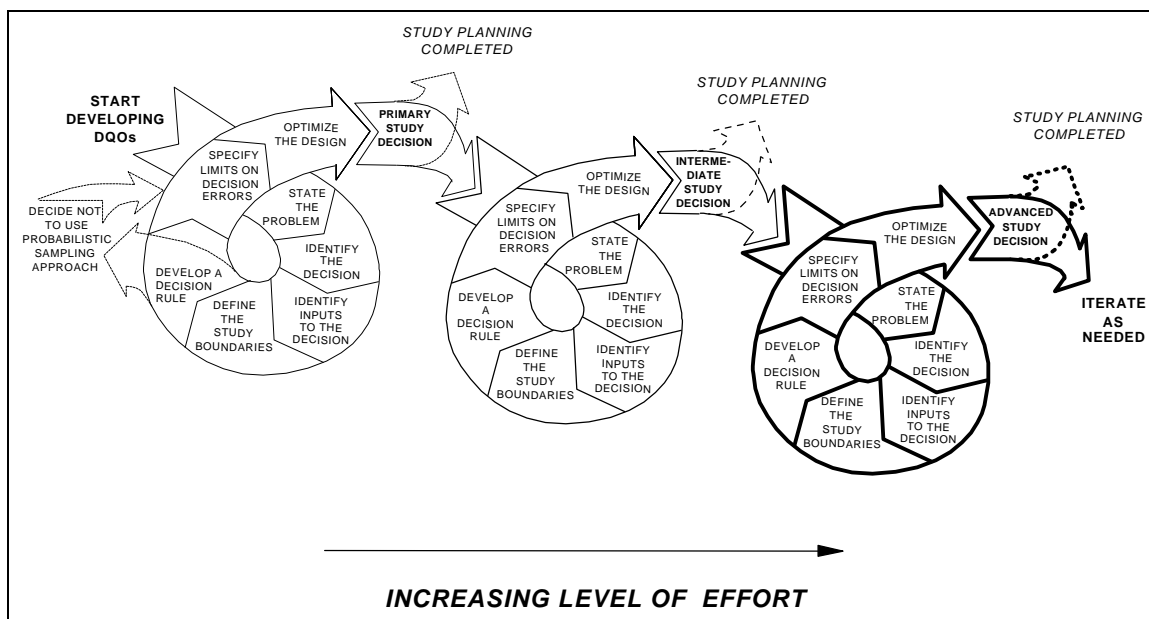 START
DEVELOPING
DQOs
DECIDE NOT
TO USE
PROBABILISTIC
SAMPLING
APPROACH
STATE
THE
PROBLEM
IDENTIFY
THE
DECISION
IDENTIFY
INPUTS
TO THE
DECISION
DEFINE
THE
STUDY
BOUNDARIES
DEVELOP A
DECISION
RULE
SPECIFY
LIMITS ON
DECISION
ERRORS
OPTIMIZE
THE DESIGN
PRIMARY
STUDY
DECISION
STUDY PLANNING
COMPLETED
STATE
THE
PROBLEM
IDENTIFY
THE
DECISION
IDENTIFY
INPUTS
TO THE
DECISION
DEFINE
THE
STUDY
BOUNDARIES
DEVELOP
A
DECISION
RULE
SPECIFY
LIMITS ON
DECISION
ERRORS
OPTIMIZE
THE DESIGN
INTERME-
DIATE
STUDY
DECISION
STUDY PLANNING
COMPLETED
STATE
THE
PROBLEM
IDENTIFY
THE
DECISION
IDENTIFY
INPUTS
TO THE
DECISION
DEFINE
THE
STUDY
BOUNDARIES
DEVELOP
A
DECISION
RULE
SPECIFY
LIMITS ON
DECISION
ERRORS
OPTIMIZE
THE DESIGN
ADVANCED
STUDY
DECISION
STUDY PLANNING
COMPLETED
ITERATE
AS
NEEDED
INCREASING LEVEL OF EFFORT